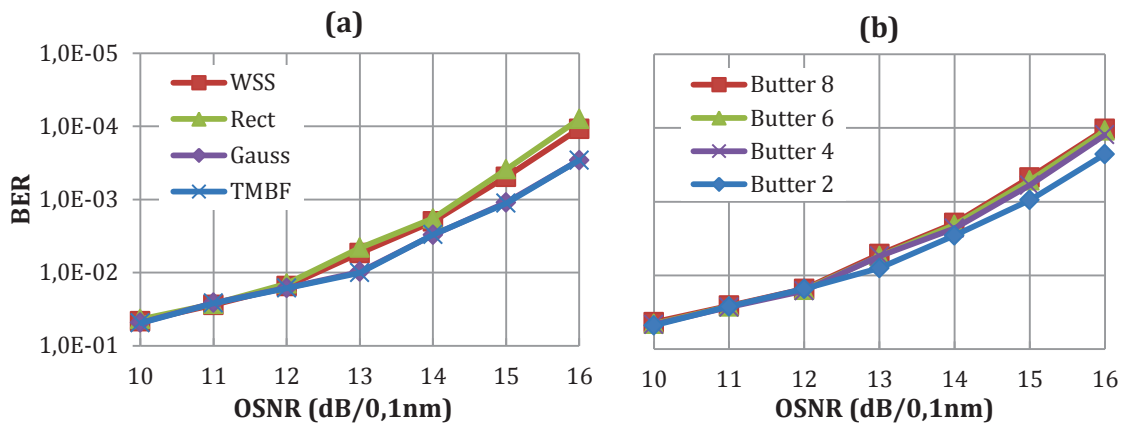 (a)
1,0E-05
1,0E-04
1,0E-03
1,0E-02
1,0E-01
BER
WSS
Rect
Gauss
TMBF
10 11 12 13 14 15 16
OSNR (dB/0,1nm)
(b)
Butter 8
Butter 6
Butter 4
Butter 2
10 11 12 13 14 15 16
OSNR (dB/0,1nm)